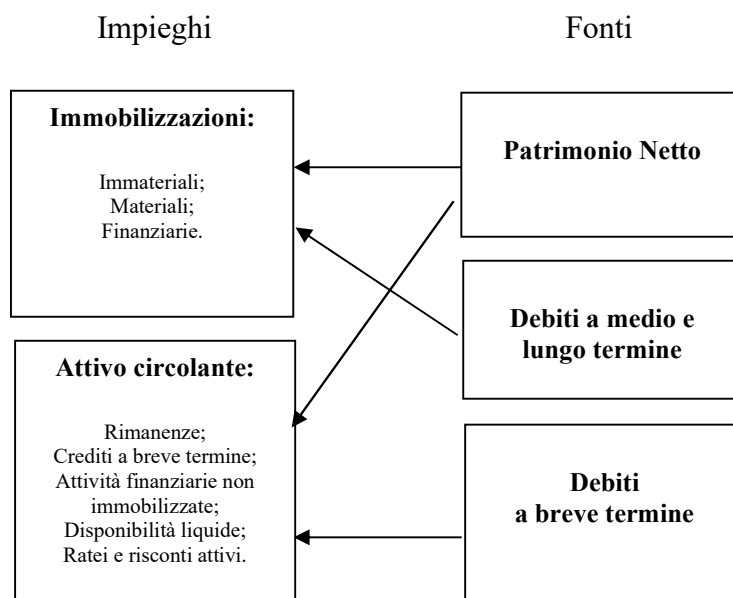 Impieghi
Fonti
Immobilizzazioni:
Immateriali;
Materiali;
Finanziarie.
Patrimonio Netto
Debiti a medio e
lungo termine
Attivo circolante:
Rimanenze;
Crediti a breve termine;
Attività finanziarie non
immobilizzate;
Disponibilità liquide;
Ratei e risconti attivi.
Debiti
a breve termine